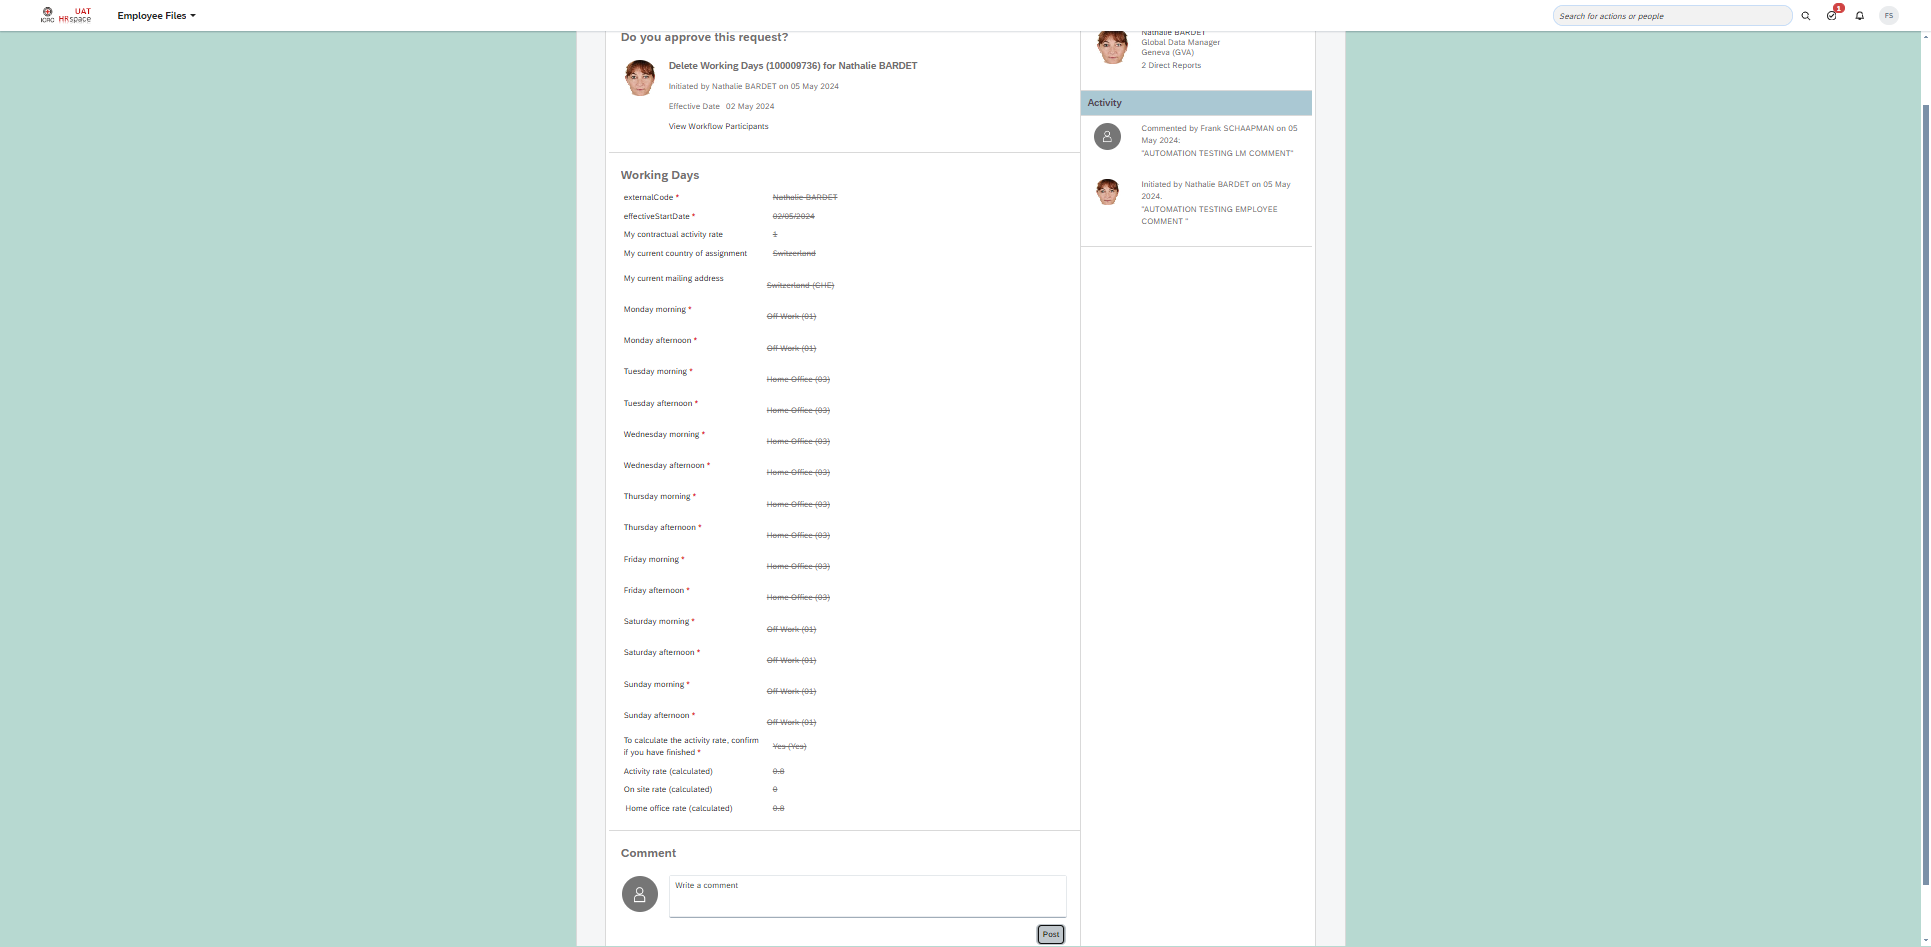 UAT
ICRC HRspace
Employee Files
Search for actions or people
1
FS
Do you approve this request?
Delete Working Days (100009736) for Nathalie BARDET
Initiated by Nathalie BARDET on 05 May 2024
Effective Date 02 May 2024
View Workflow Participants
Working Days
externalCode * Nathalie BARDET
effectiveStartDate * 02/05/2024
My contractual activity rate 1
My current country of assignment Switzerland
My current mailing address Switzerland (CHE)
Monday morning * Off Work (01)
Monday afternoon * Off Work (01)
Tuesday morning * Home Office (03)
Tuesday afternoon * Home Office (03)
Wednesday morning * Home Office (03)
Wednesday afternoon * Home Office (03)
Thursday morning * Home Office (03)
Thursday afternoon * Home Office (03)
Friday morning * Home Office (03)
Friday afternoon * Home Office (03)
Saturday morning * Off Work (01)
Saturday afternoon * Off Work (01)
Sunday morning * Off Work (01)
Sunday afternoon * Off Work (01)
To calculate the activity rate, confirm
if you have finished * Yes (Yes)
Activity rate (calculated) 0.8
On site rate (calculated) 0
Home office rate (calculated) 0.8
Comment
Write a comment
Post
Nathalie BARDET
Global Data Manager
Geneva (GVA)
2 Direct Reports
Activity
Commented by Frank SCHAAPMAN on 05
May 2024:
"AUTOMATION TESTING LM COMMENT"
Initiated by Nathalie BARDET on 05 May
2024.
"AUTOMATION TESTING EMPLOYEE
COMMENT "